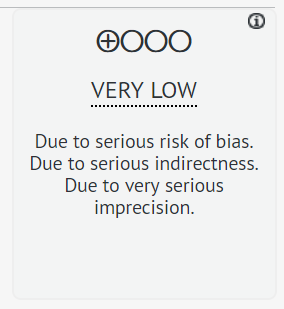 ⊕◯◯◯
VERY LOW
Due to serious risk of bias.
Due to serious indirectness.
Due to very serious
imprecision.